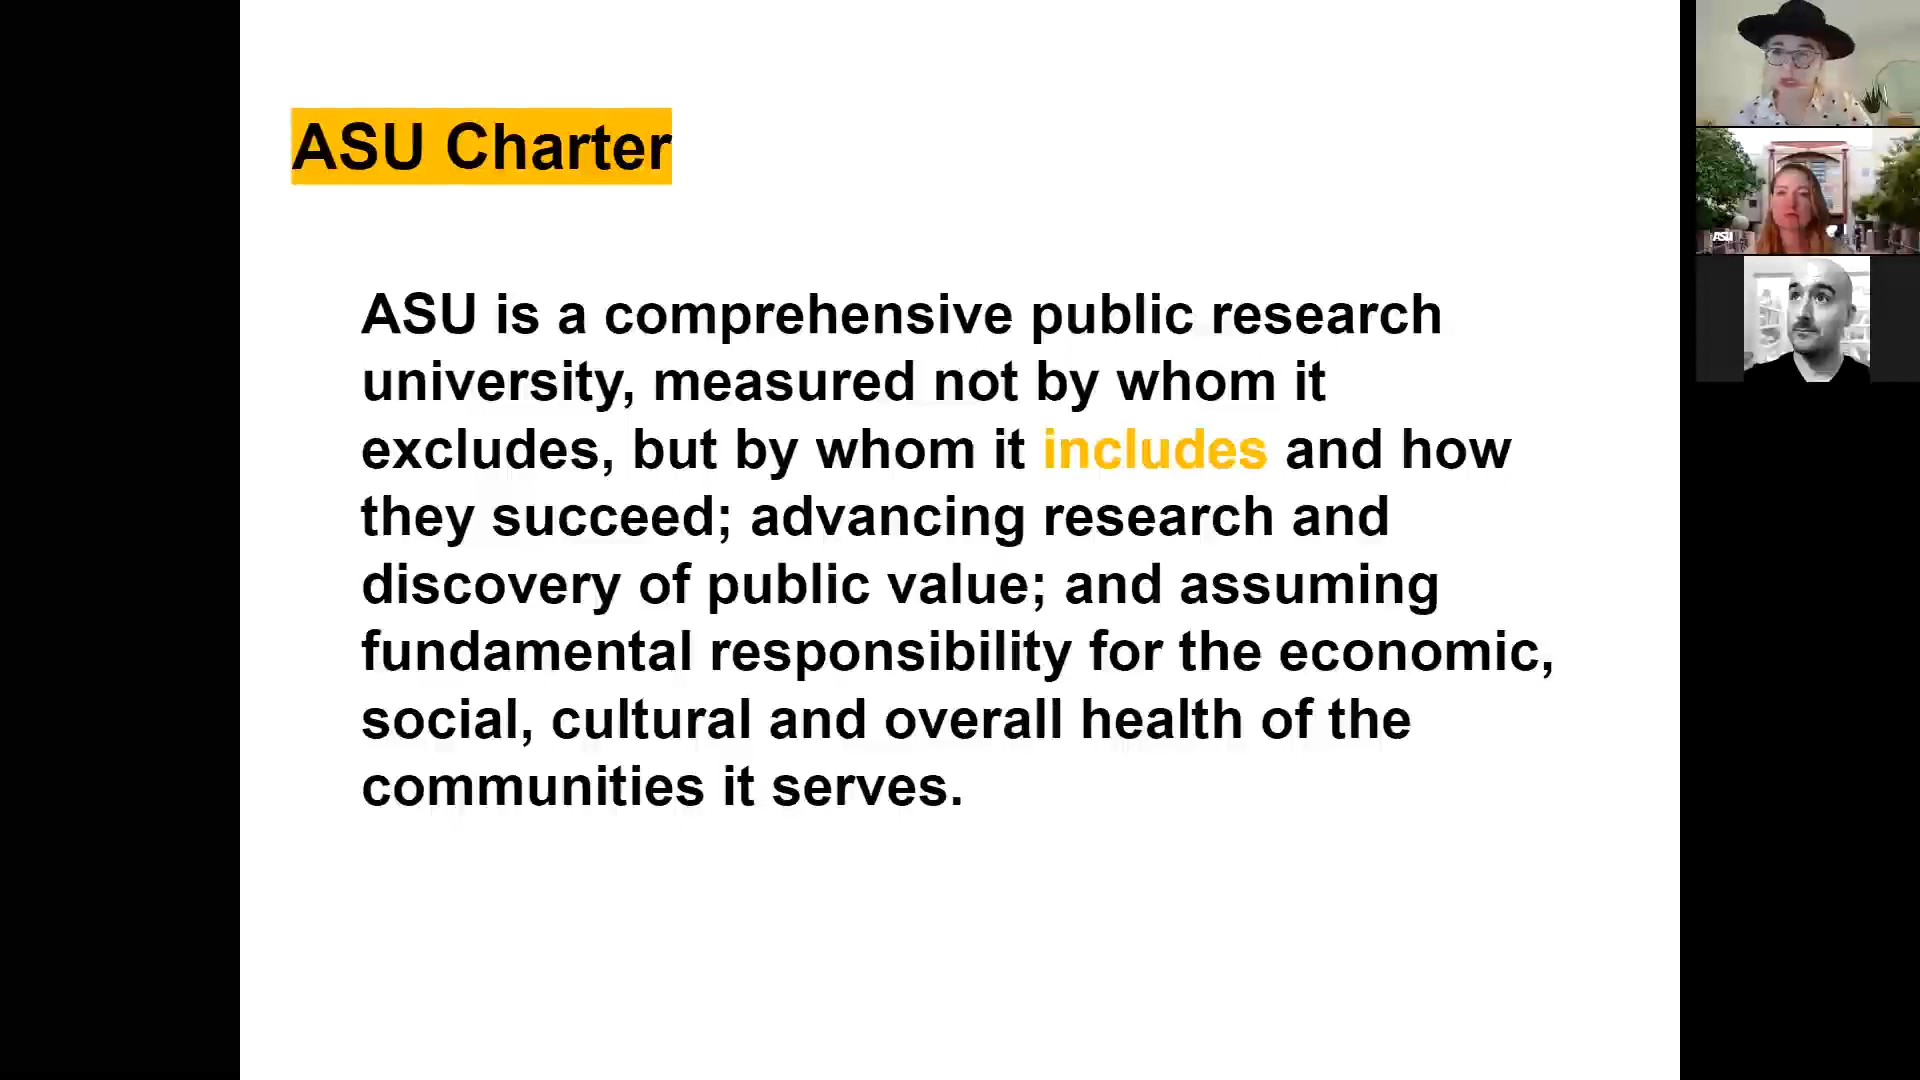 ASU Charter
ASU is a comprehensive public research
university, measured not by whom it
excludes, but by whom it includes and how
they succeed; advancing research and
discovery of public value; and assuming
fundamental responsibility for the economic,
social, cultural and overall health of the
communities it serves.
ASU